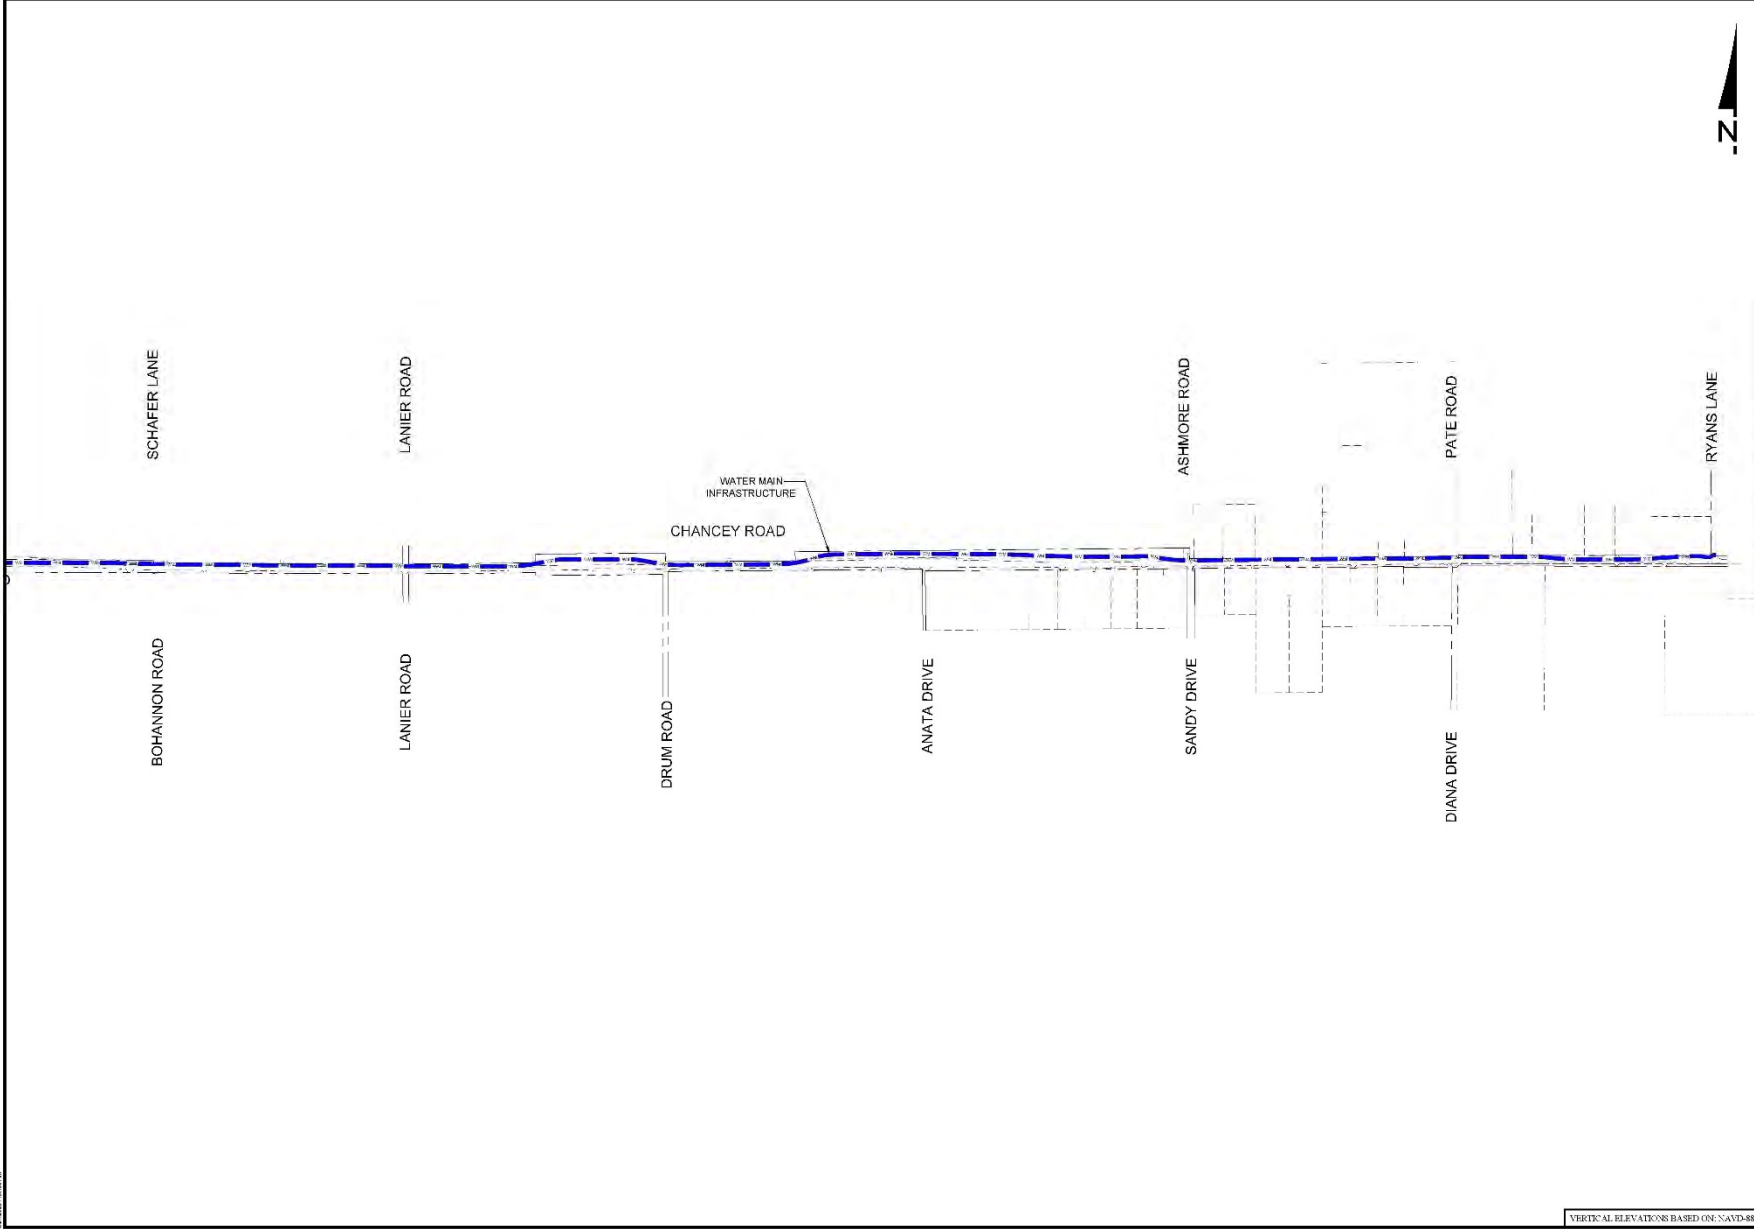 N
SCHAFER LANE
LANIER ROAD
ASHMORE ROAD
PATE ROAD
RYANS LANE
WATER MAIN
INFRASTRUCTURE
CHANCEY ROAD
BOHANNON ROAD
LANIER ROAD
DRUM ROAD
ANATA DRIVE
SANDY DRIVE
DIANA DRIVE
VERTICAL ELEVATIONS BASED ON: NAVD-88